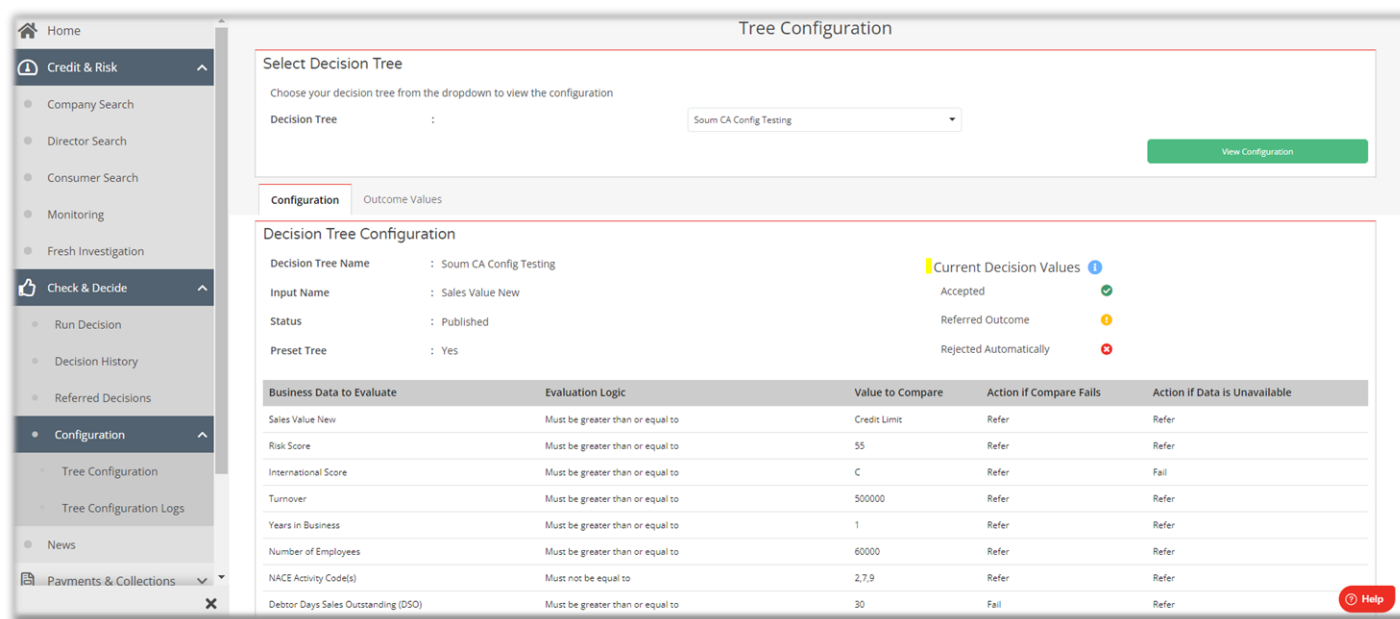 Home
Credit & Risk
Company Search
Director Search
Consumer Search
Monitoring
Fresh Investigation
Check & Decide
Run Decision
Decision History
Referred Decisions
Configuration
Tree Configuration
Tree Configuration Logs
News
Payments & Collections
Tree Configuration
Select Decision Tree
Choose your decision tree from the dropdown to view the configuration
Decision Tree : Soum CA Config Testing
View Configuration
Configuration Outcome Values
Decision Tree Configuration
Decision Tree Name : Soum CA Config Testing
Input Name : Sales Value New
Status : Published
Preset Tree : Yes
Current Decision Values
Accepted
Referred Outcome
Rejected Automatically
Business Data to Evaluate Evaluation Logic Value to Compare Action if Compare Fails Action if Data is Unavailable
Sales Value New Must be greater than or equal to Credit Limit Refer Refer
Risk Score Must be greater than or equal to 55 Refer Refer
International Score Must be greater than or equal to C Refer Fail
Turnover Must be greater than or equal to 500000 Refer Refer
Years in Business Must be greater than or equal to 1 Refer Refer
Number of Employees Must be greater than or equal to 60000 Refer Refer
NACE Activity Code(s) Must not be equal to 2,7,9 Refer Refer
Debtor Days Sales Outstanding (DSO) Must be greater than or equal to 30 Fail Refer
Help